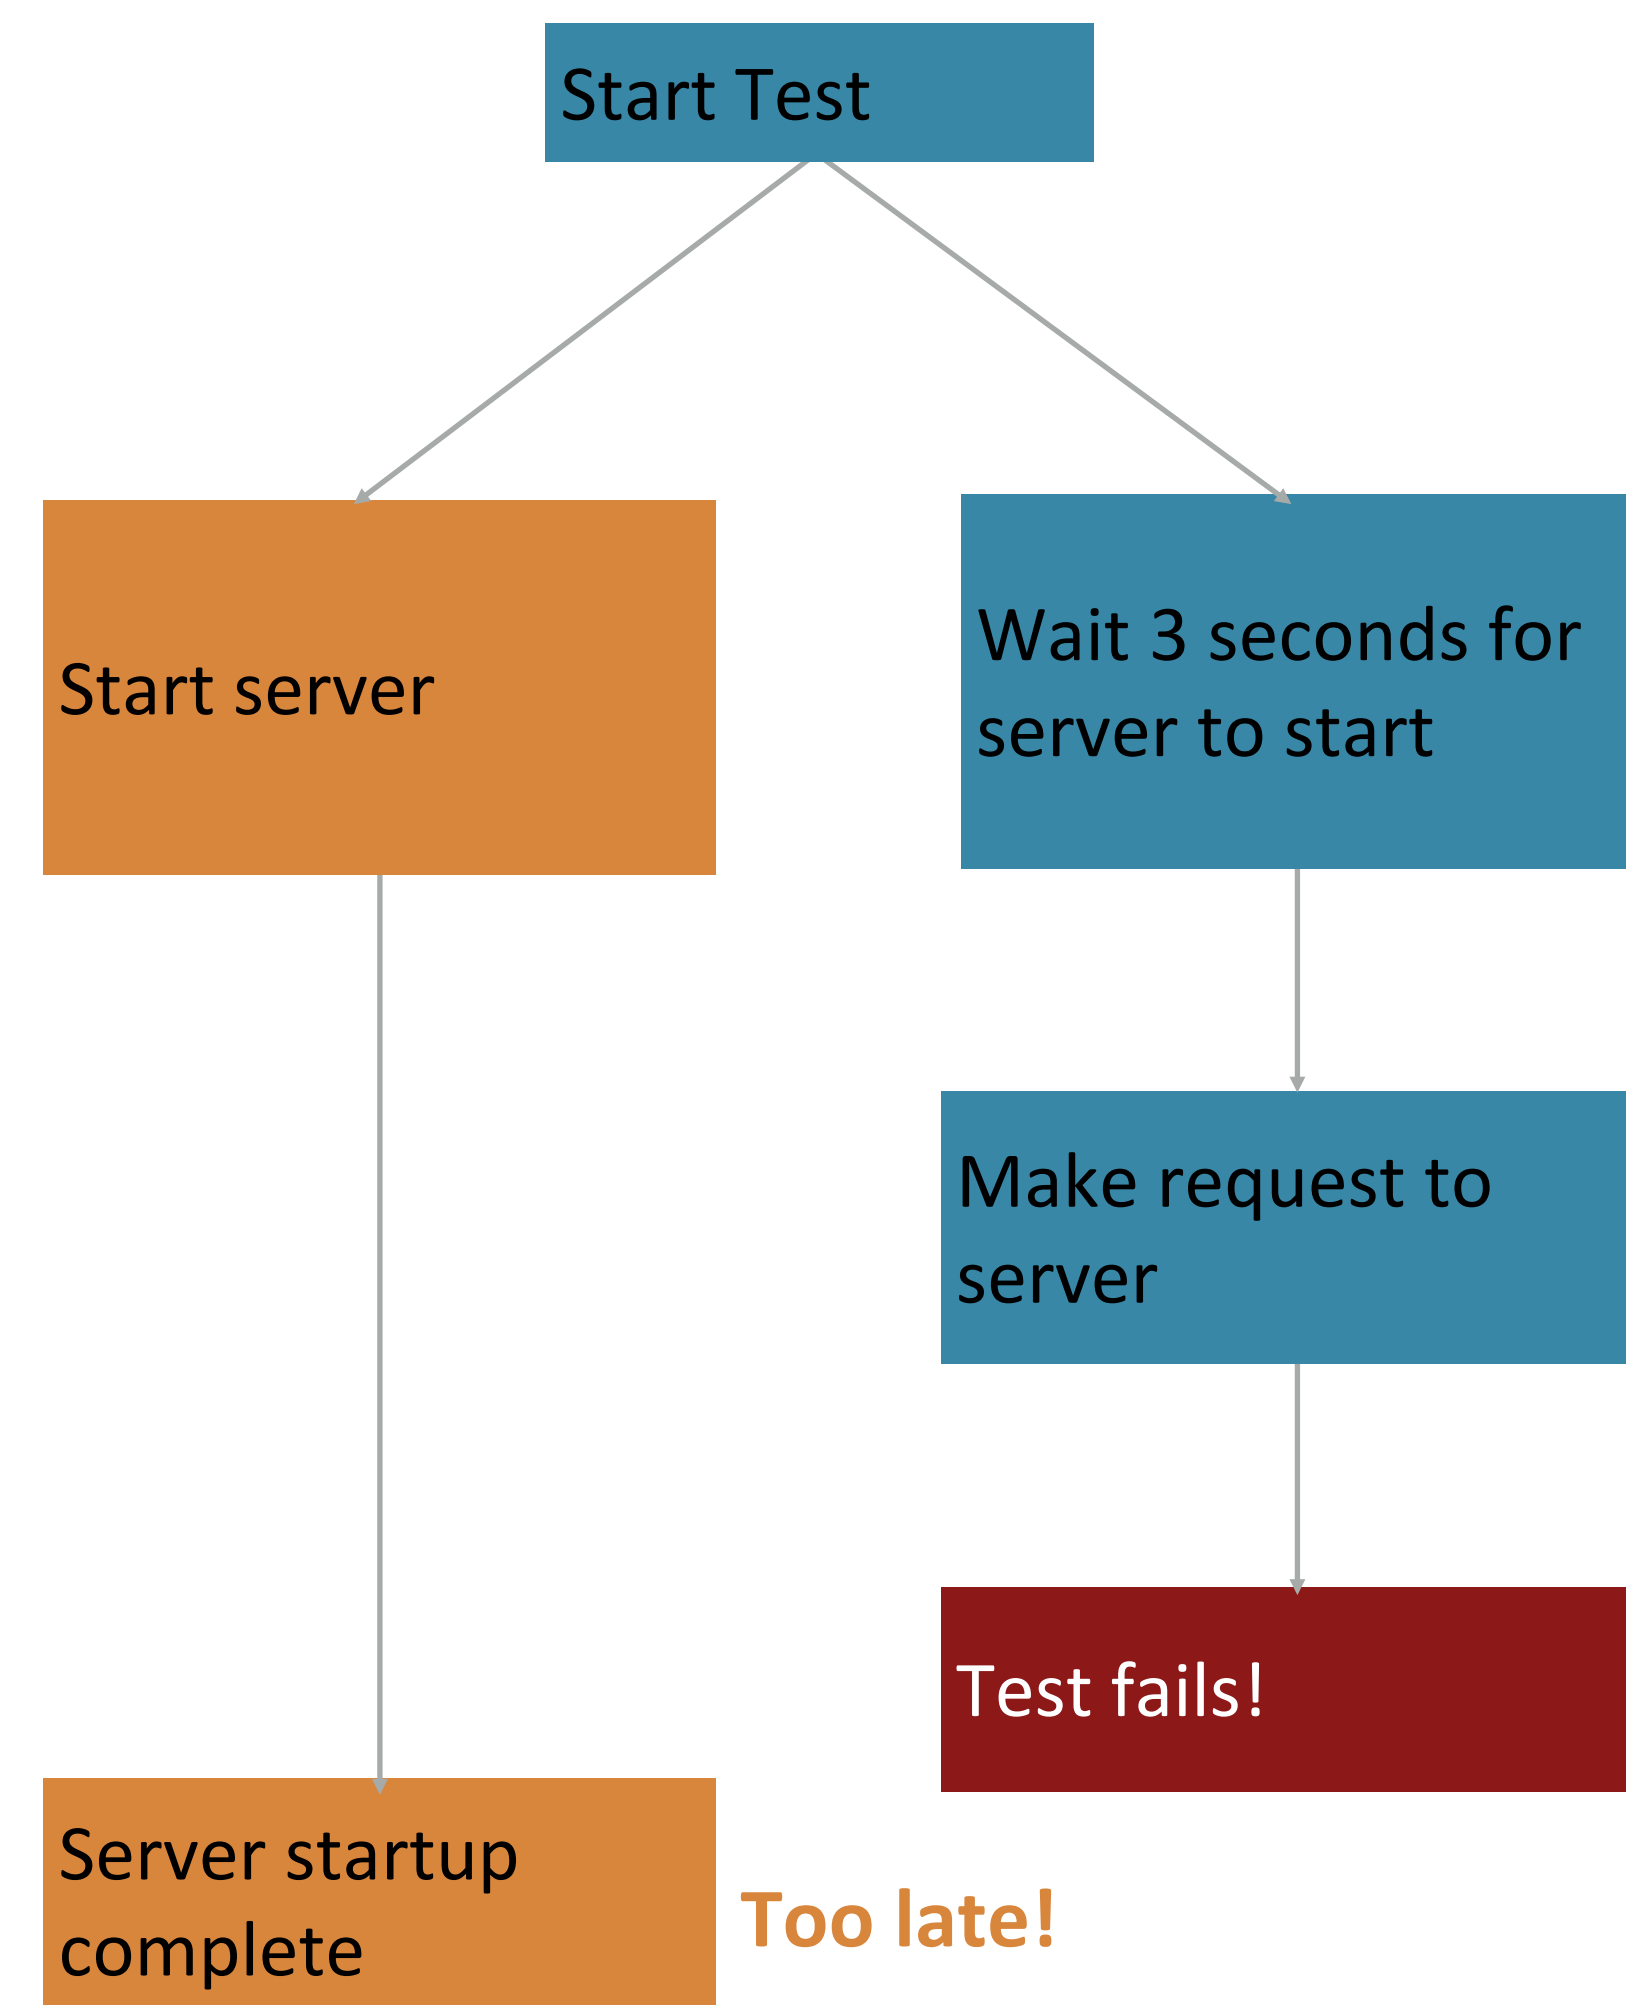 Start Test
Start server
Wait 3 seconds for
server to start
Make request to
server
Test fails!
Server startup
complete
Too late!